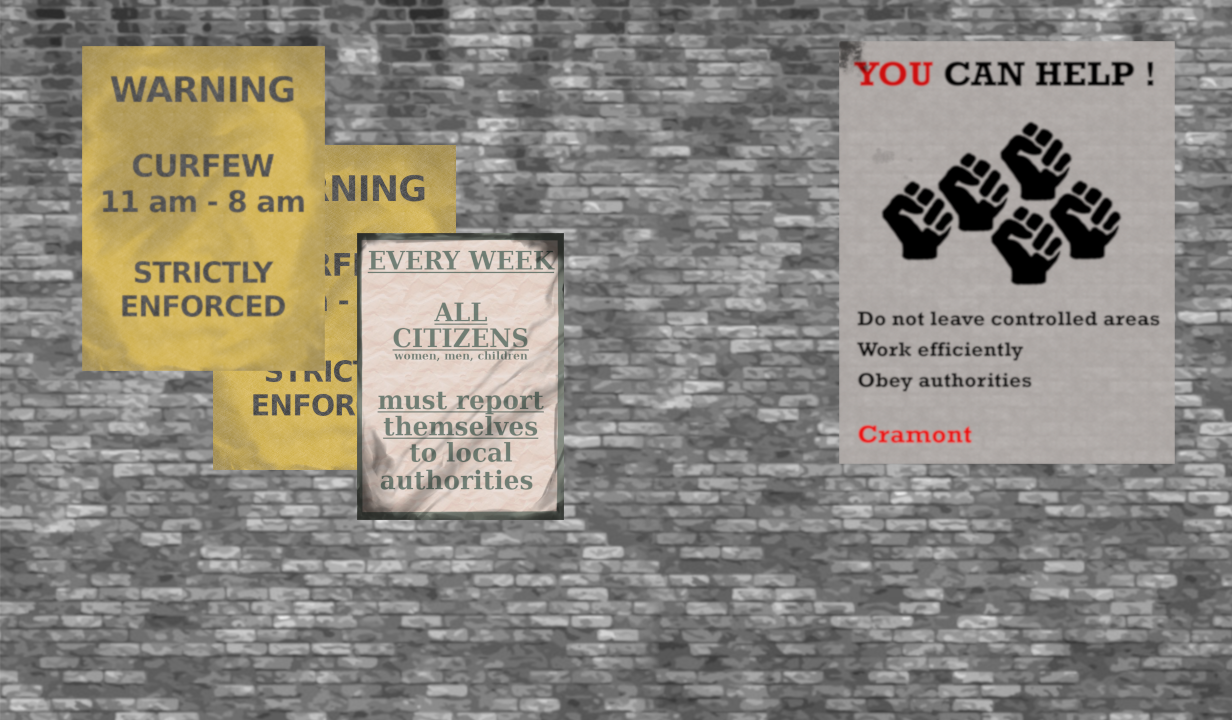 WARNING
CURFEW
11 am - 8 am
STRICTLY
ENFORCED
EVERY WEEK
ALL
CITIZENS
women, men, children
must report
themselves
to local
authorities
YOU CAN HELP !
Do not leave controlled areas
Work efficiently
Obey authorities
Cramont